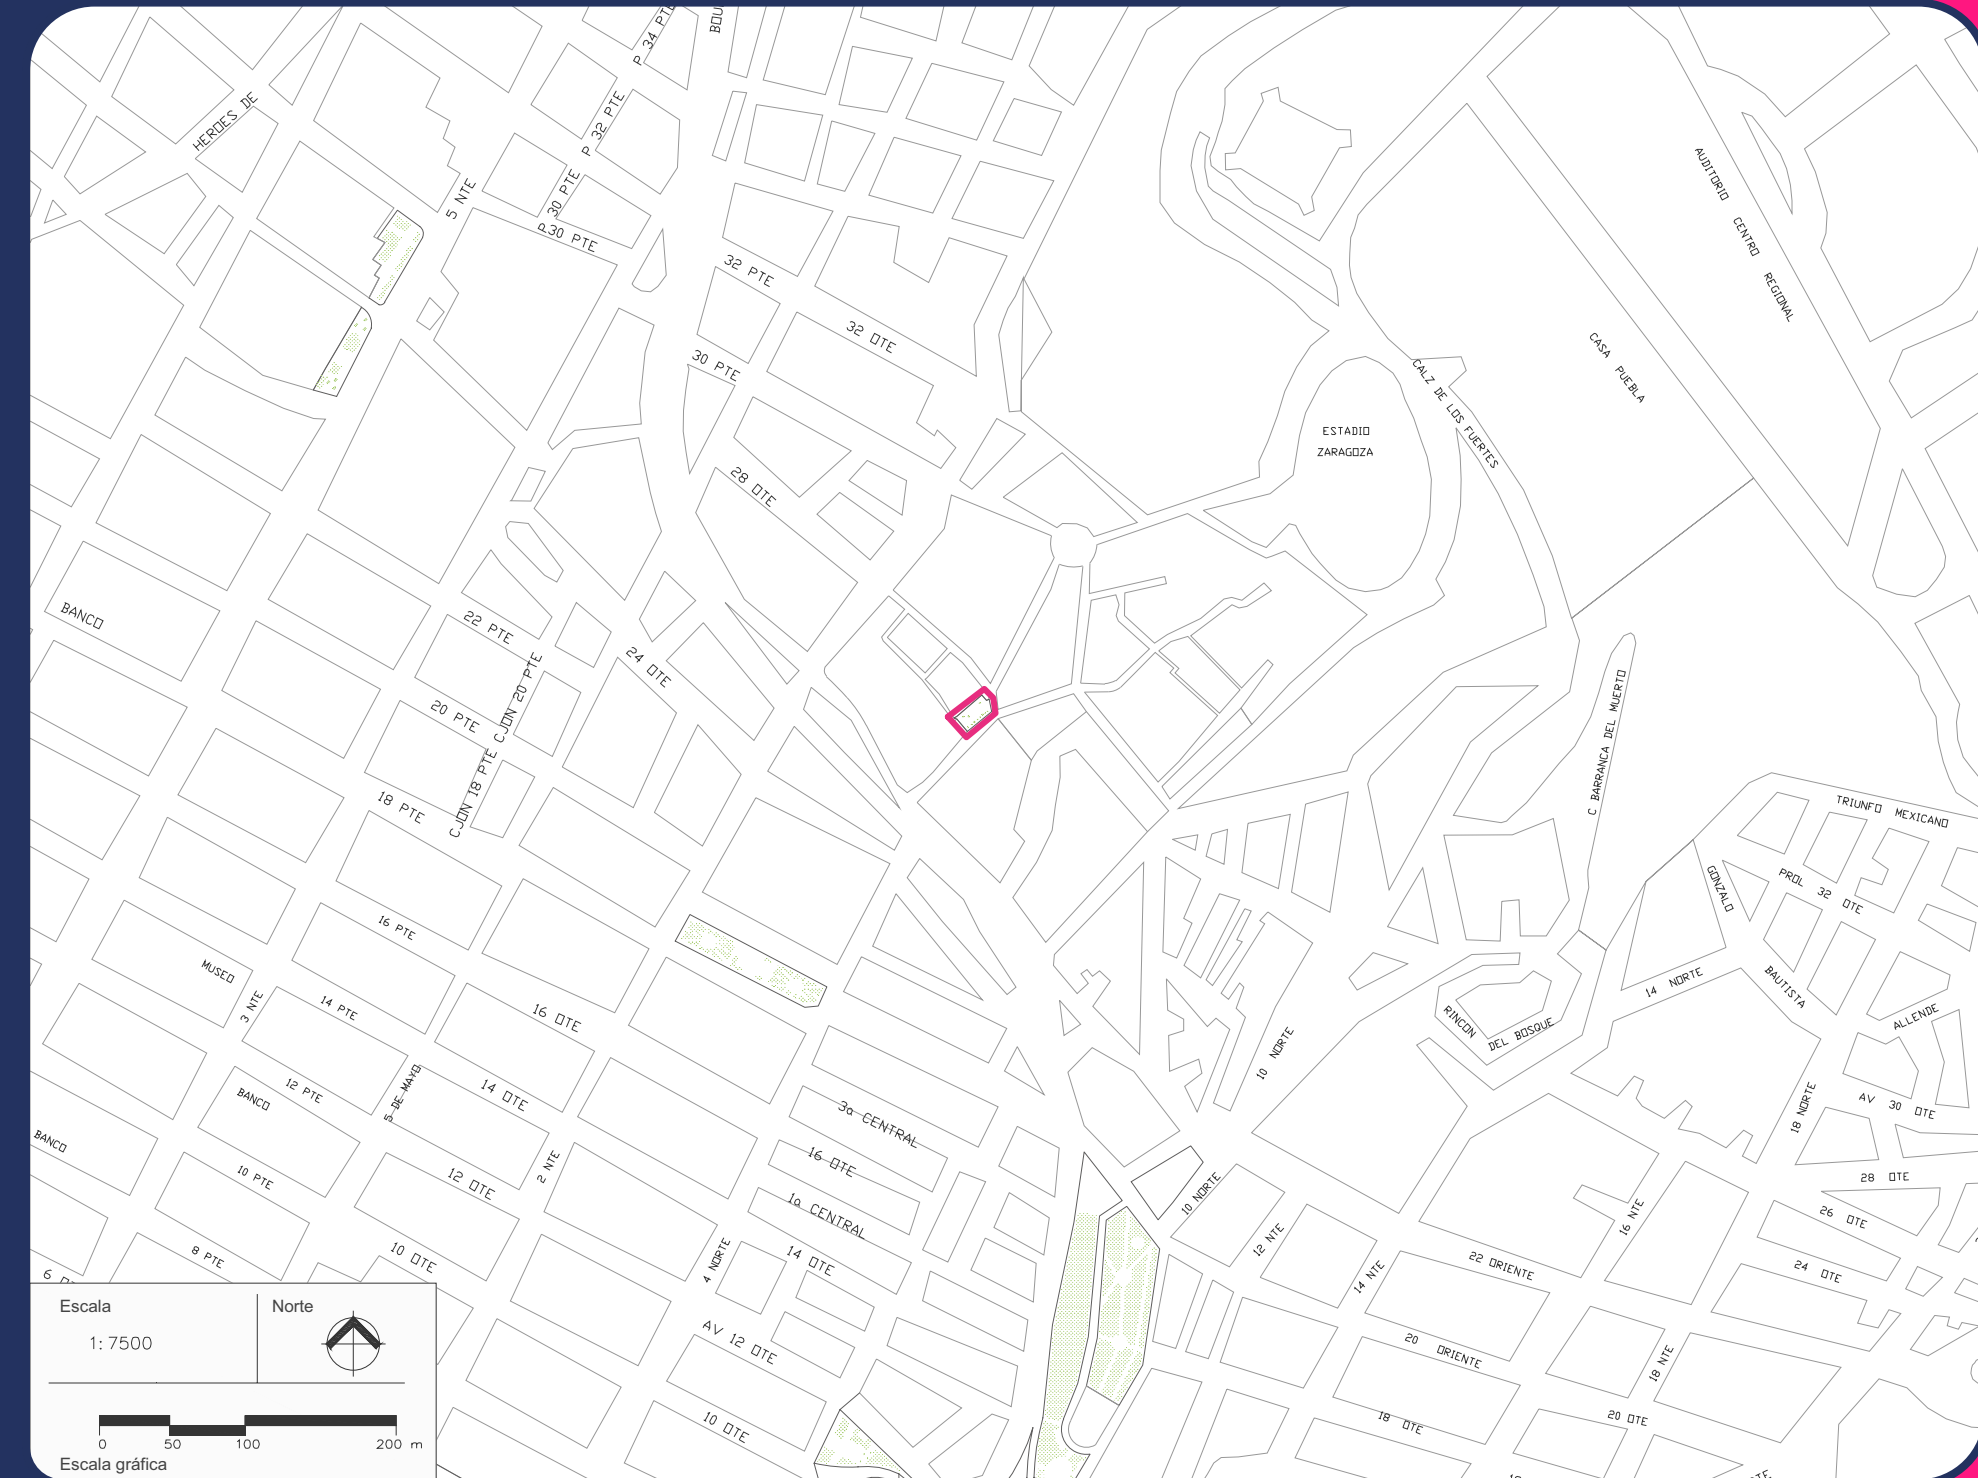 BOU
P 34 PTE
HEROES DE
P 32 PTE
5 NTE
P 30 PTE
P.30 PTE
AUDITORIO CENTRO REGIONAL
32 PTE
32 OTE
30 PTE
CASA PUEBLA
CALZ DE LOS FUERTES
ESTADIO
ZARAGOZA
28 OTE
BANCO
22 PTE
24 OTE
CJON 20 PTE
20 PTE
C BARRANCA DEL MUERTO
CJON 18 PTE
18 PTE
TRIUNFO MEXICANO
GONZALO
PROL 32 OTE
16 PTE
MUSEO
3 NTE
14 PTE
16 OTE
14 NORTE
BAUTISTA
ALLENDE
RINCON
DEL BOSQUE
10 NORTE
12 PTE
BANCO
5 DE MAYO
14 OTE
3a CENTRAL
18 NORTE
AV 30 OTE
BANCO
10 PTE
12 OTE
2 NTE
16 OTE
1a CENTRAL
10 NORTE
28 OTE
26 OTE
16 NTE
12 NTE
8 PTE
10 OTE
4 NORTE
14 OTE
14 NTE
22 ORIENTE
24 OTE
AV 12 OTE
20 ORIENTE
18 NTE
10 OTE
18 OTE
20 OTE
Escala
Norte
1:7500
0 50 100 200 m
Escala gráfica